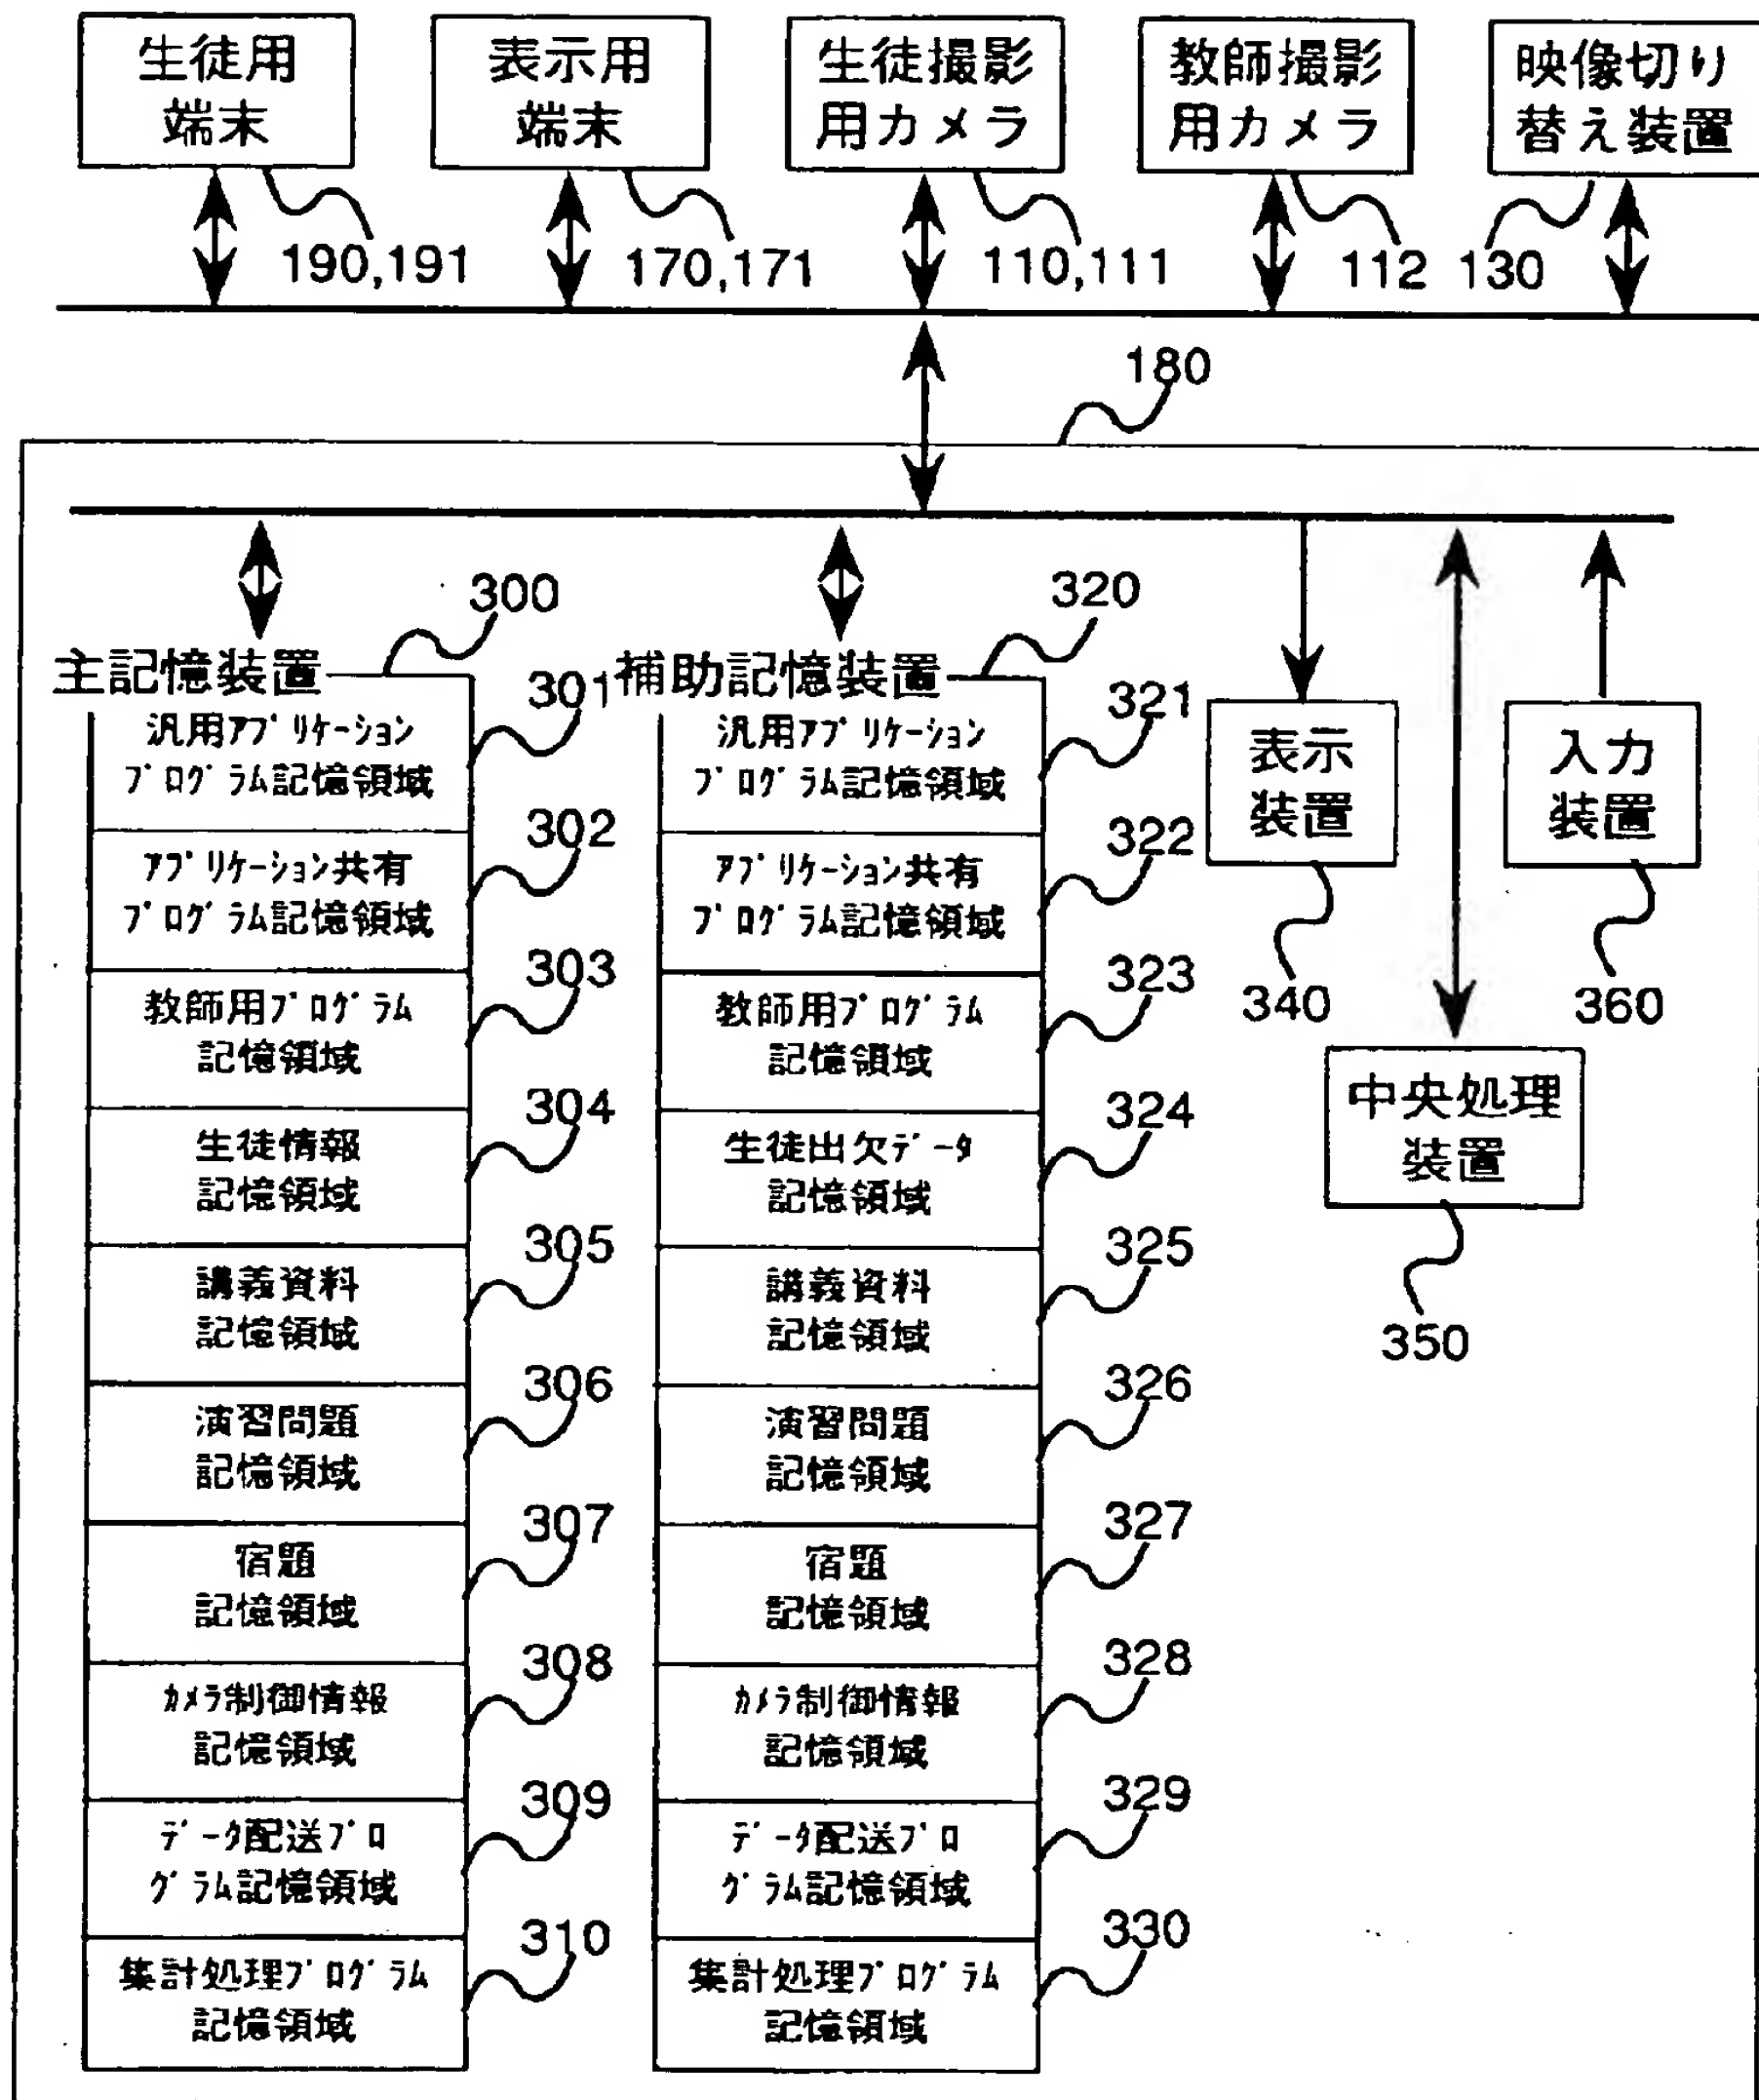 生徒用
端末
表示用
端末
生徒撮影
用カメラ
教師撮影
用カメラ
映像切り
替え装置
190,191
170,171
110,111
112
130
180
300
主記憶装置
汎用アプリケーション
プログラム記憶領域
301
アプリケーション共有
プログラム記憶領域
302
教師用プログラム
記憶領域
303
生徒情報
記憶領域
304
講義資料
記憶領域
305
演習問題
記憶領域
306
宿題
記憶領域
307
カメラ制御情報
記憶領域
308
データ配送プロ
グラム記憶領域
309
集計処理プログラム
記憶領域
310
320
補助記憶装置
汎用アプリケーション
プログラム記憶領域
321
アプリケーション共有
プログラム記憶領域
322
教師用プログラム
記憶領域
323
生徒出欠データ
記憶領域
324
講義資料
記憶領域
325
演習問題
記憶領域
326
宿題
記憶領域
327
カメラ制御情報
記憶領域
328
データ配送プロ
グラム記憶領域
329
集計処理プログラム
記憶領域
330
表示
装置
340
入力
装置
360
中央処理
装置
350